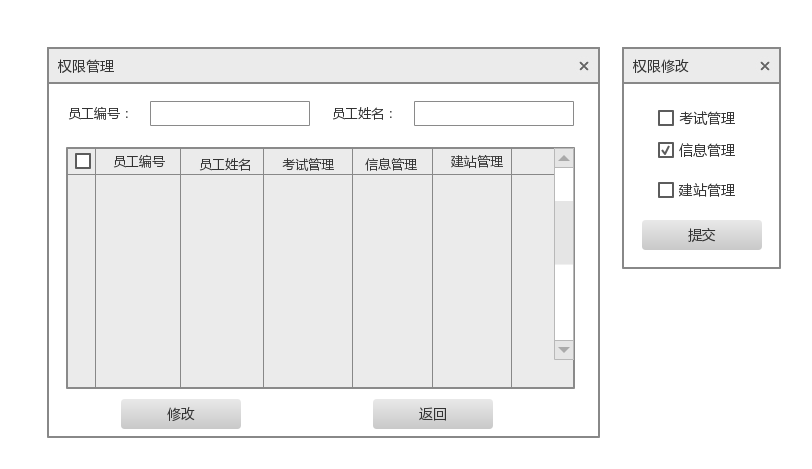 权限管理
员工编号：
员工姓名：
员工编号 员工姓名 考试管理 信息管理 建站管理
修改
返回
权限修改
考试管理
信息管理
建站管理
提交